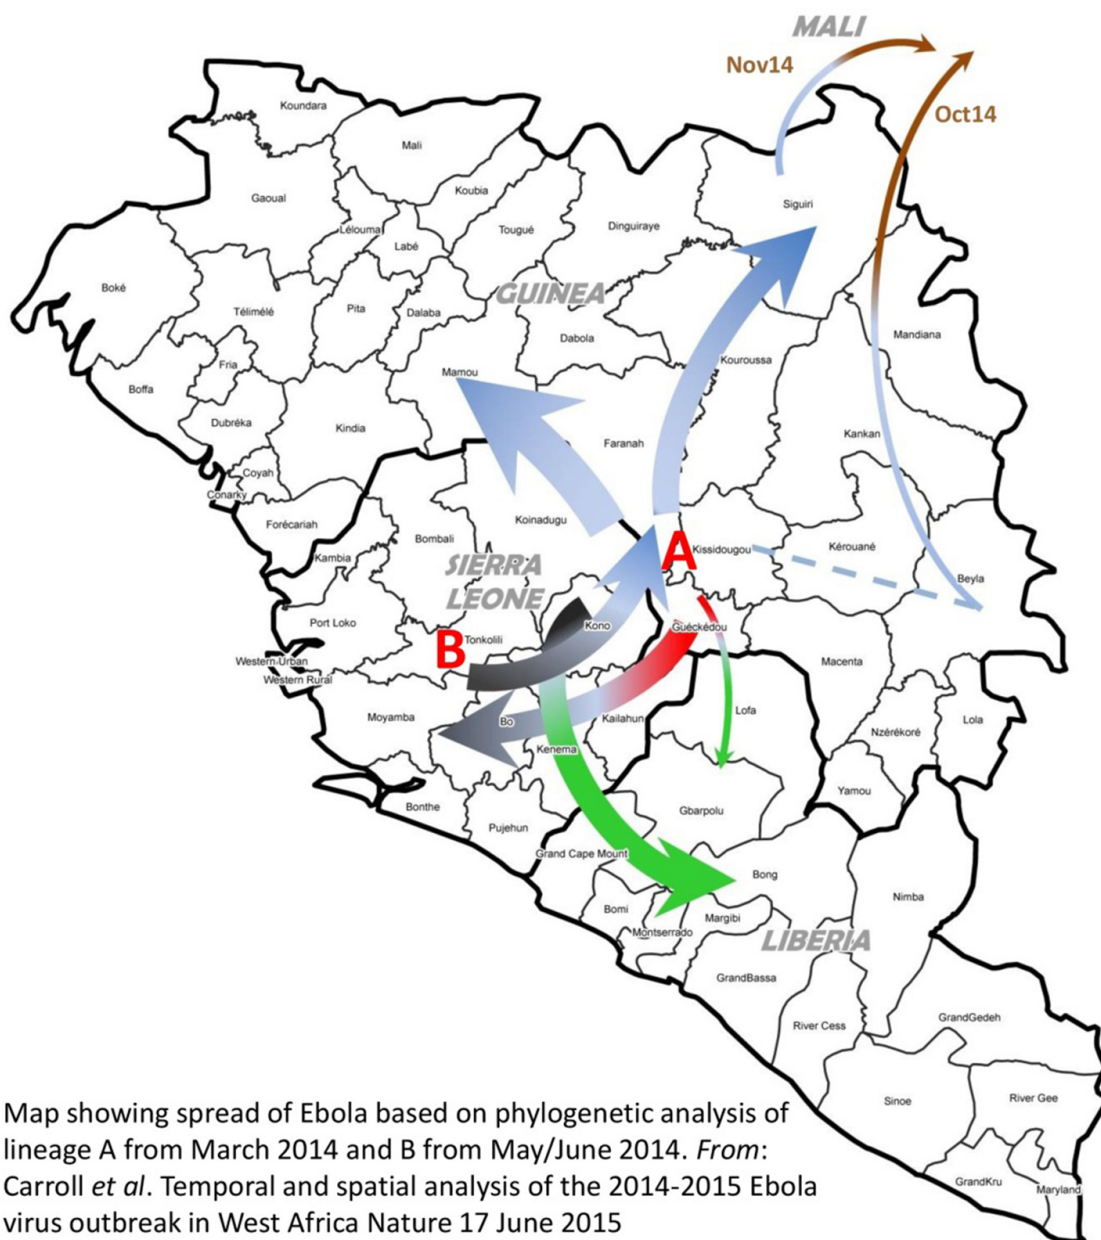 MALI
Nov14
Oct14
Koundara
Mali
Koubia
Gaoual
Siguiri
Lélouma
Tougué
Dinguiraye
Labé
Boké
GUINEA
Télimélé
Pita
Dalaba
Mandiana
Dabola
Fria
Kouroussa
Mamou
Boffa
Dubréka
Kindia
Kankan
Faranah
Coyah
Conarky
Koinadugu
Forécariah
Bombali
Kambia
A
Kissidougou
Kérouané
SIERRA
LEONE
Beyla
Port Loko
Kono
Guéckédou
B
Tonkolili
Western-Urban
Macenta
Western Rural
Moyamba
Bo
Kailahun
Lofa
Lola
Nzérékoré
Kenema
Yamou
Bonthe
Gbarpolu
Pujehun
Grand Cape Mount
Bong
Nimba
Bomi
Margibi
Montserrado
LIBERIA
GrandBassa
River Cess
GrandGedeh
Sinoe
River Gee
GrandKru
Maryland
Map showing spread of Ebola based on phylogenetic analysis of
lineage A from March 2014 and B from May/June 2014. From:
Carroll et al. Temporal and spatial analysis of the 2014-2015 Ebola
virus outbreak in West Africa Nature 17 June 2015